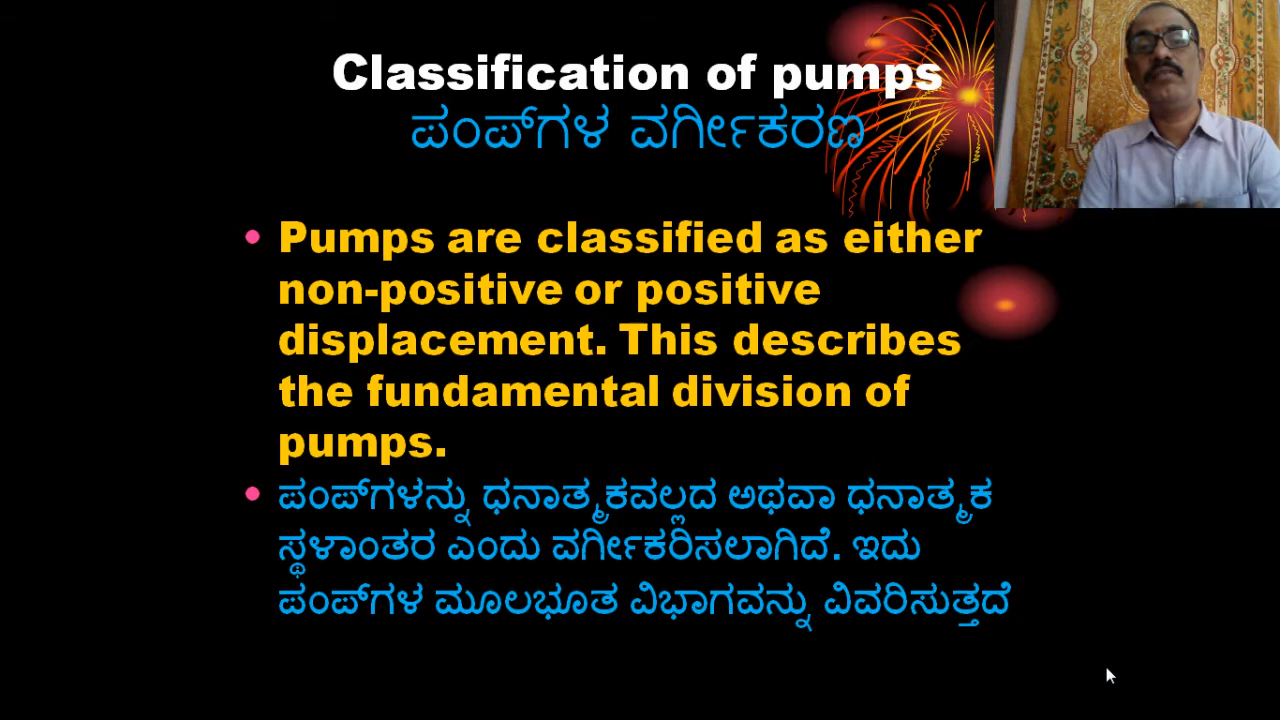 Classification of pumps
ಪಂಪ್‌ಗಳ ವರ್ಗೀಕರಣ
• Pumps are classified as either
non-positive or positive
displacement. This describes
the fundamental division of
pumps.
• ಪಂಪ್‌ಗಳನ್ನು ಧನಾತ್ಮಕವಲ್ಲದ ಅಥವಾ ಧನಾತ್ಮಕ
ಸ್ಥಳಾಂತರ ಎಂದು ವರ್ಗೀಕರಿಸಲಾಗಿದೆ. ಇದು
ಪಂಪ್‌ಗಳ ಮೂಲಭೂತ ವಿಭಾಗವನ್ನು ವಿವರಿಸುತ್ತದೆ